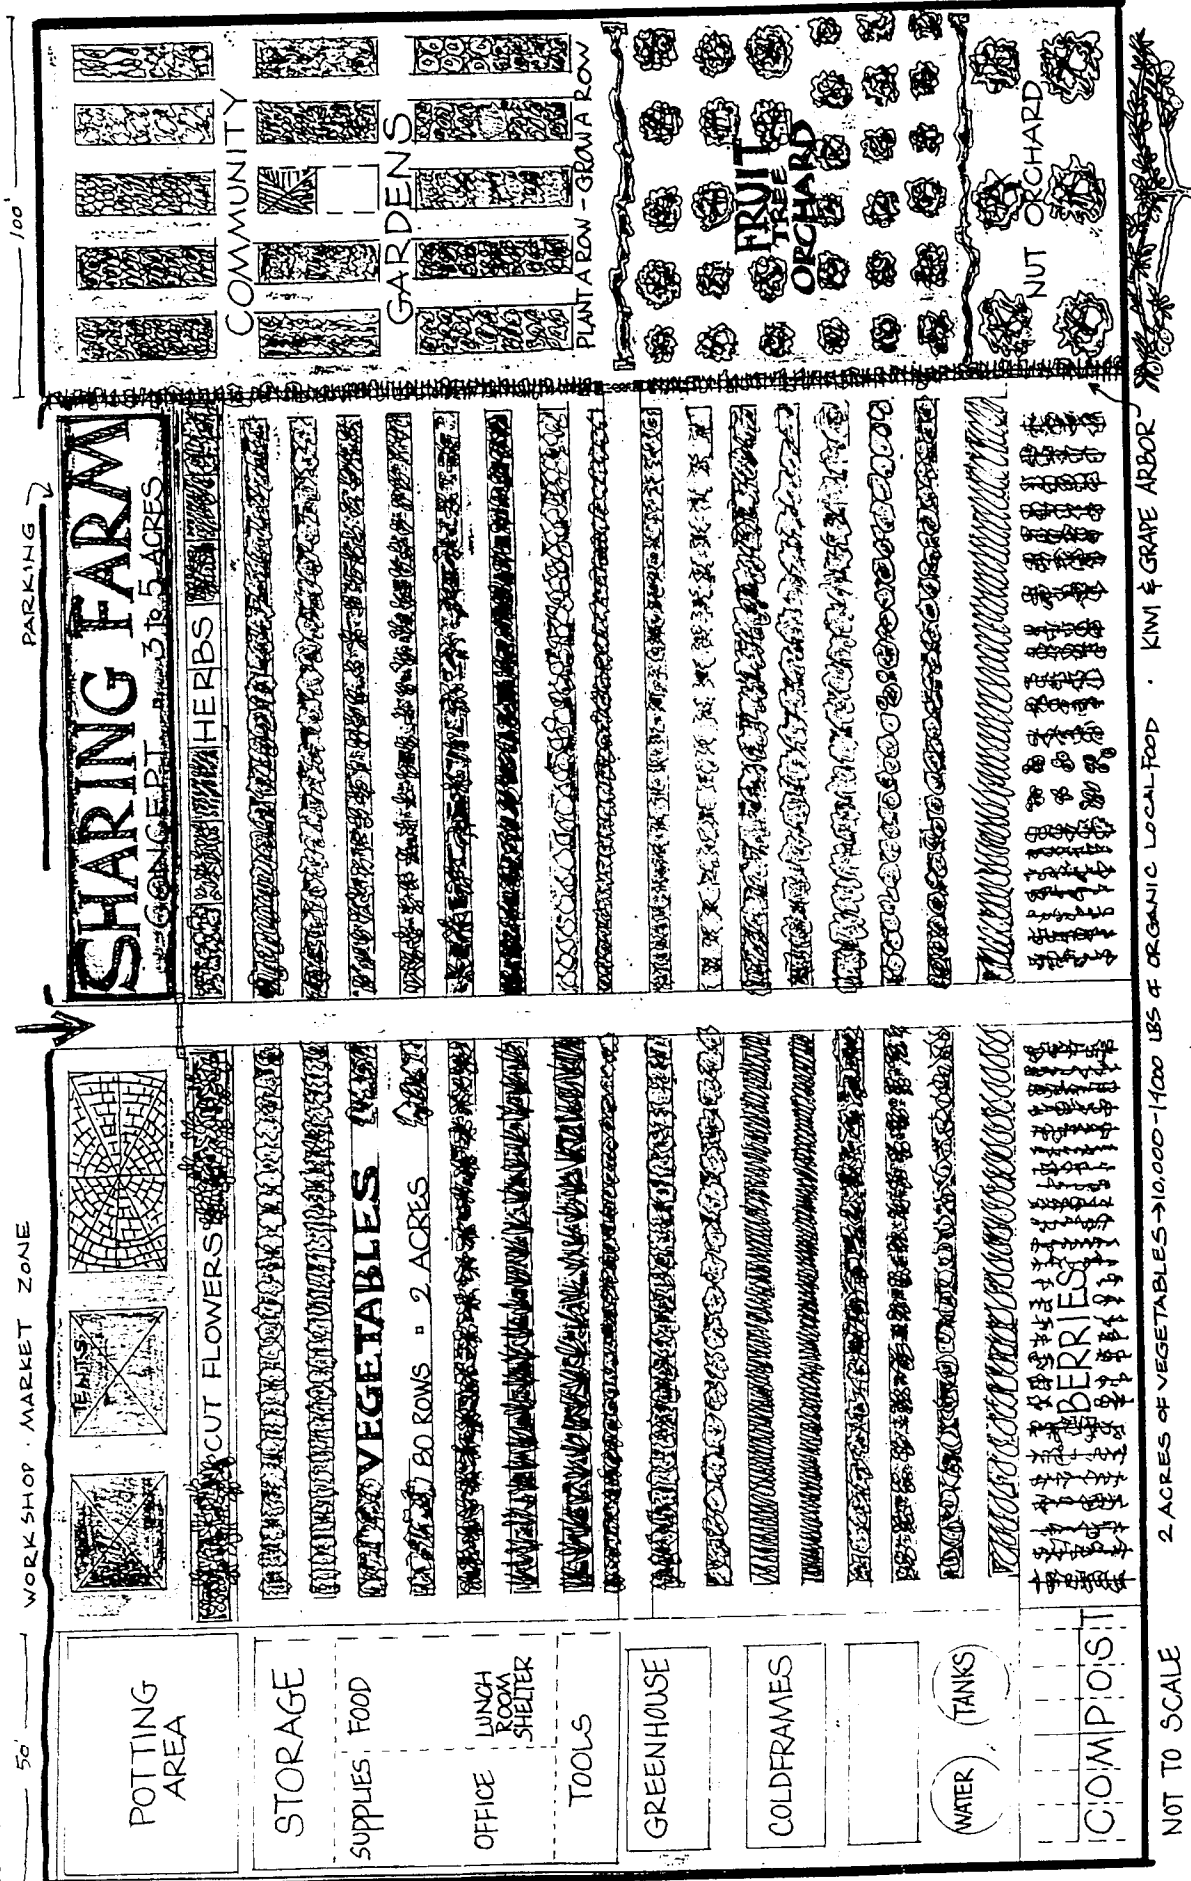 50'
WORKSHOP · MARKET ZONE
PARKING
100'
POTTING
AREA
TENTS
SHARING FARM
CONCEPT 3 to 5 ACRES
CUT FLOWERS
HERBS
COMMUNITY
GARDENS
PLANT A ROW - GROW A ROW
STORAGE
SUPPLIES
FOOD
OFFICE
LUNCH
ROOM
SHELTER
TOOLS
VEGETABLES
80 ROWS = 2 ACRES
GREENHOUSE
COLDFRAMES
FRUIT
TREE
ORCHARD
WATER
TANKS
COMPOST
BERRIES
NUT ORCHARD
NOT TO SCALE
2 ACRES OF VEGETABLES→10,000-14,000 LBS OF ORGANIC LOCAL FOOD · KIWI & GRAPE ARBOR